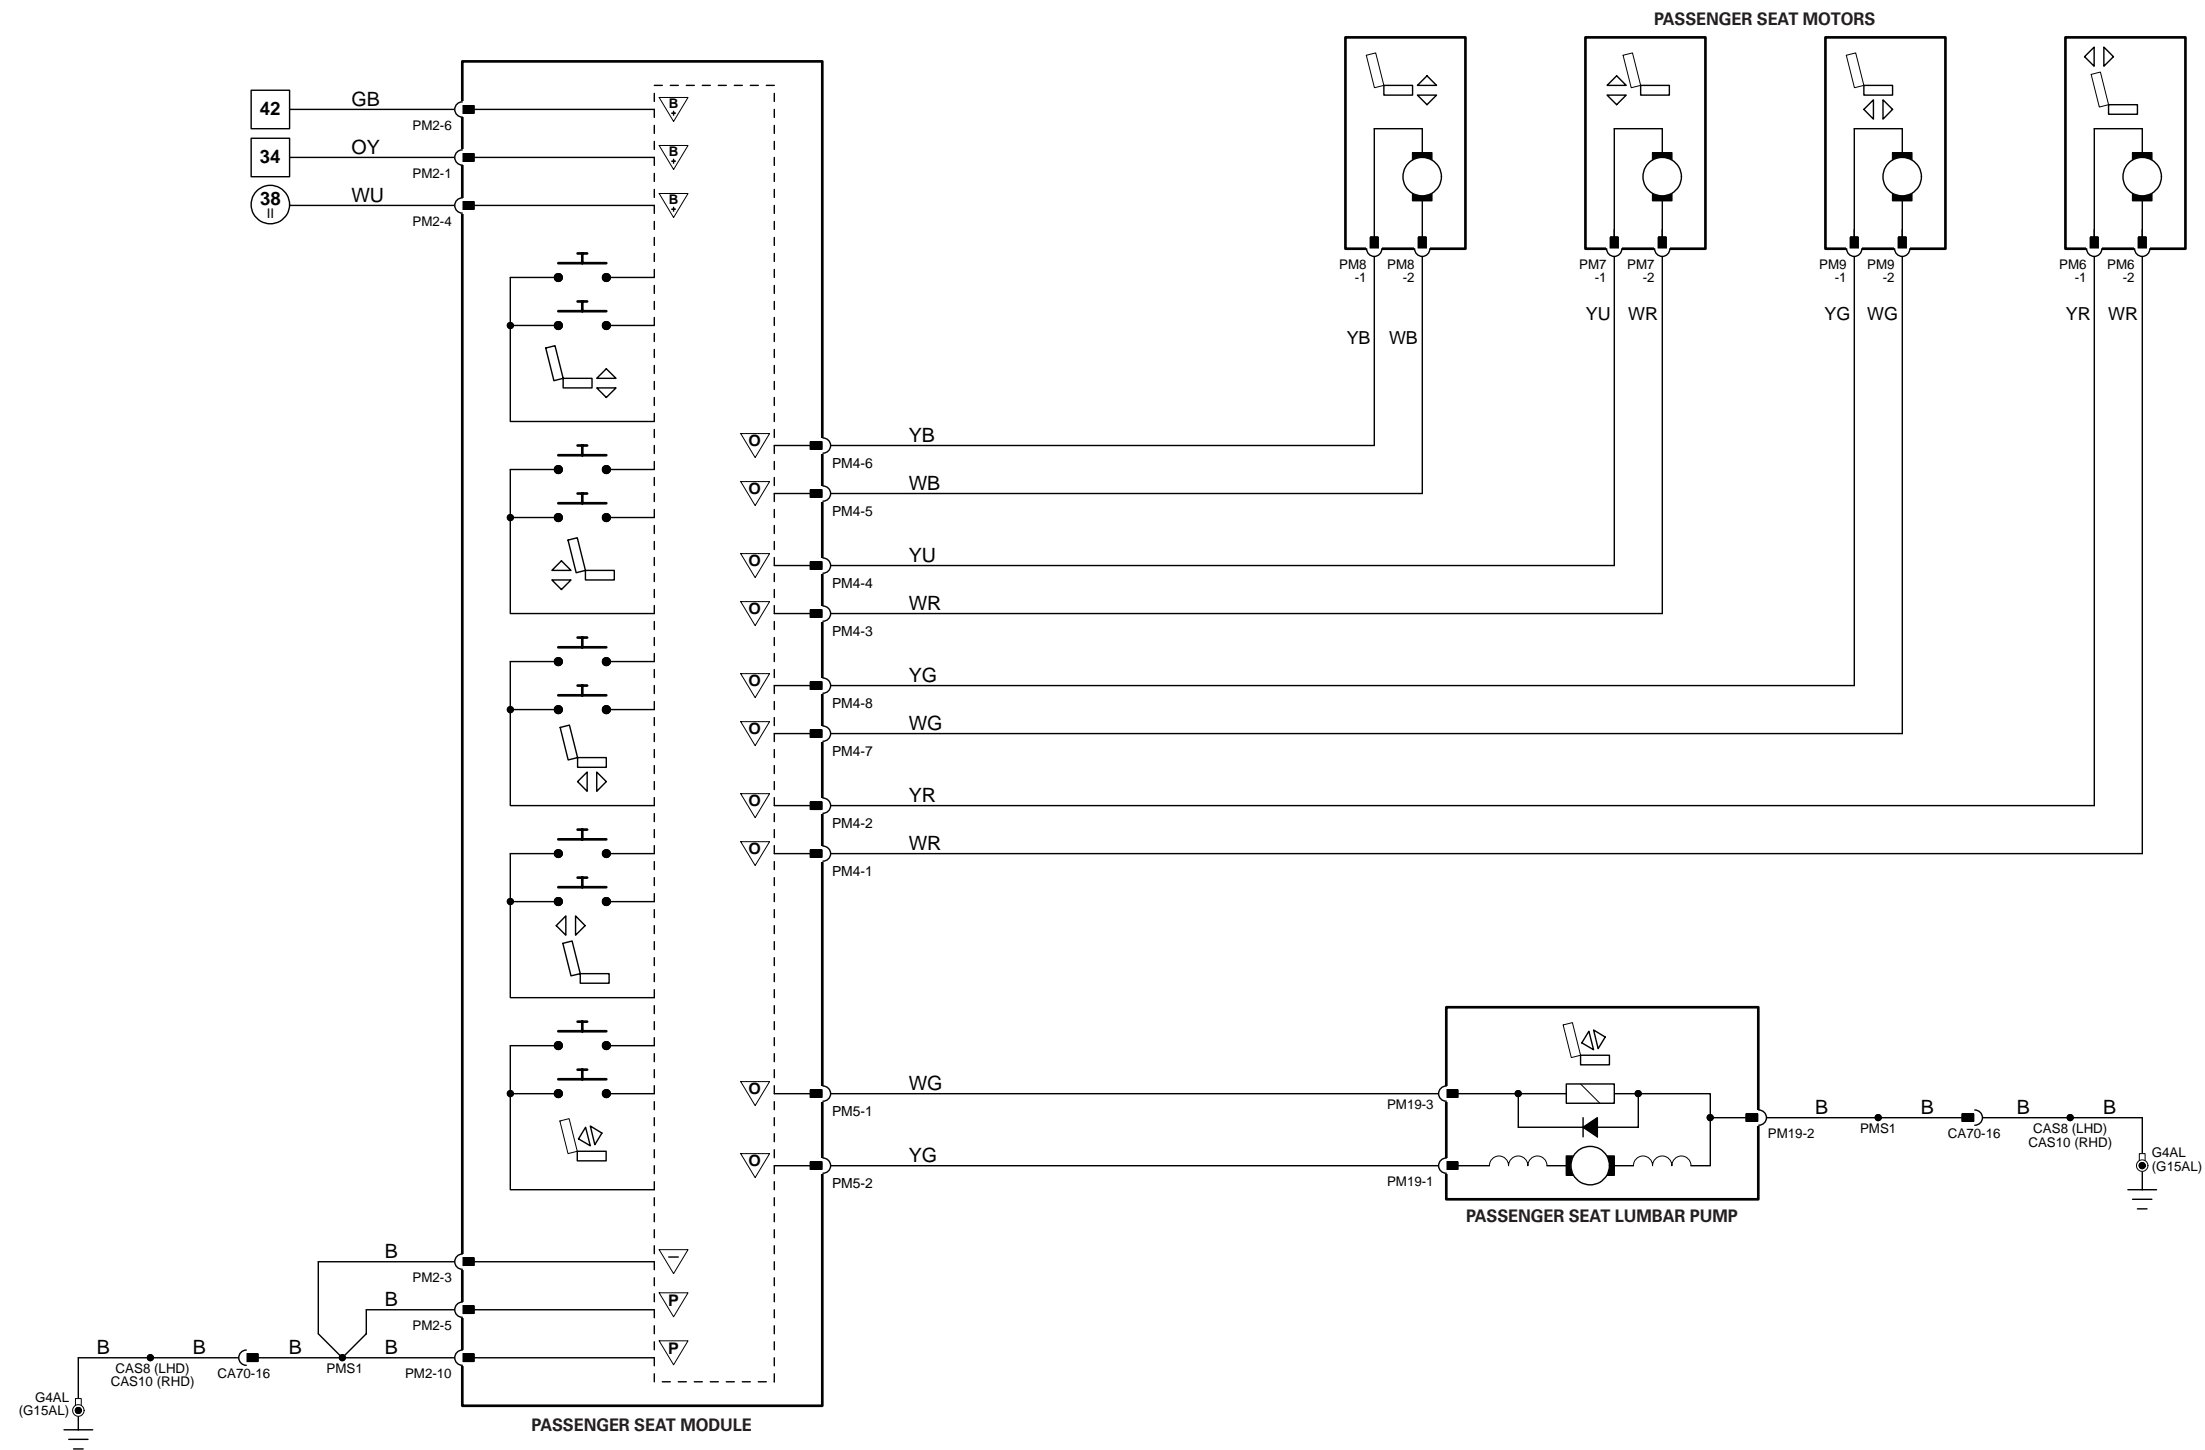 PASSENGER SEAT MOTORS
42
GB
PM2-6
B
+
34
OY
PM2-1
B
+
38
II
WU
PM2-4
B
+
PM8
-1
PM8
-2
PM7
-1
PM7
-2
PM9
-1
PM9
-2
PM6
-1
PM6
-2
YB
WB
YU
WR
YG
WG
YR
WR
O
YB
PM4-6
O
WB
PM4-5
O
YU
PM4-4
O
WR
PM4-3
O
YG
PM4-8
O
WG
PM4-7
O
YR
PM4-2
O
WR
PM4-1
O
WG
PM5-1
PM19-3
O
YG
PM5-2
PM19-1
PM19-2
B
PMS1
B
CA70-16
B
CAS8 (LHD)
CAS10 (RHD)
B
G4AL
(G15AL)
PASSENGER SEAT LUMBAR PUMP
B
PM2-3
–
B
PM2-5
P
B
CAS8 (LHD)
CAS10 (RHD)
B
CA70-16
B
PMS1
B
PM2-10
P
G4AL
(G15AL)
PASSENGER SEAT MODULE